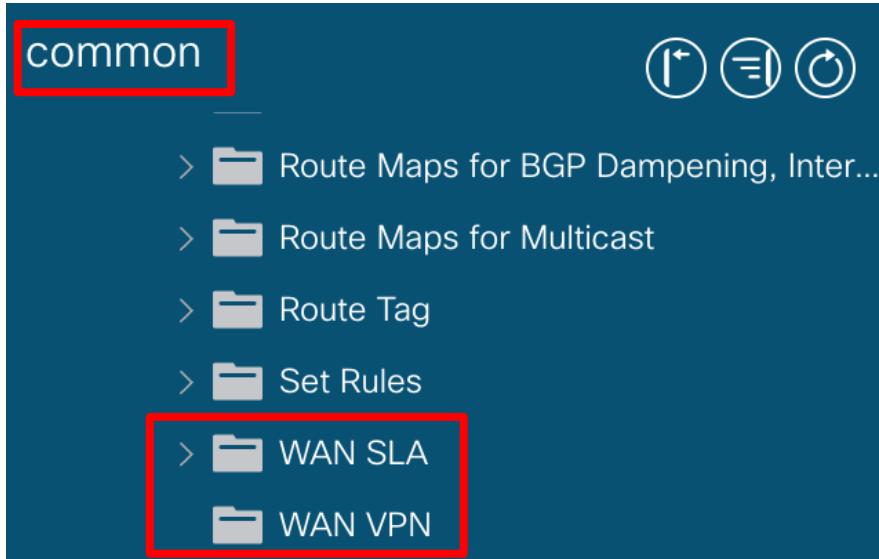 common
Route Maps for BGP Dampening, Inter...
Route Maps for Multicast
Route Tag
Set Rules
WAN SLA
WAN VPN